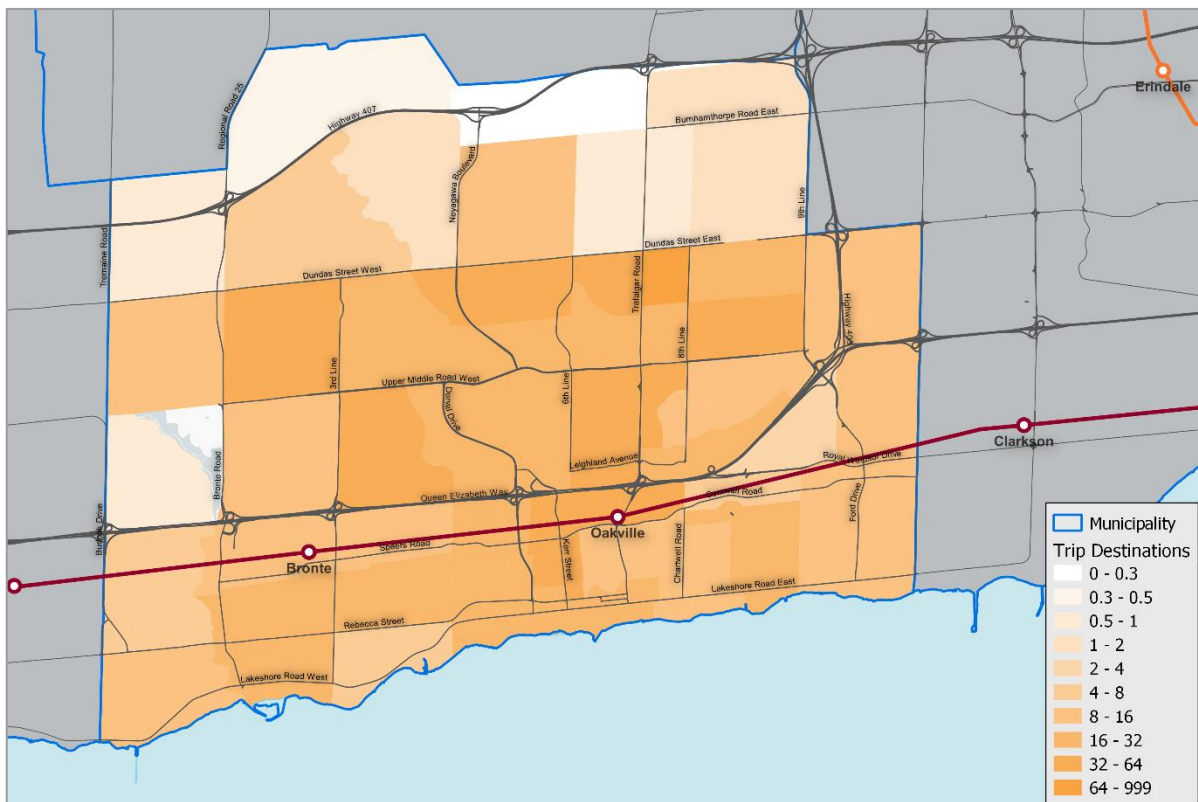 Erindale
Regional Road 25
Highway 407
Burnhamthorpe Road East
Neyagawa Boulevard
9th Line
Tremaine Road
Dundas Street East
Dundas Street West
Trafalgar Road
Highway 403
8th Line
3rd Line
Upper Middle Road West
6th Line
Dorval Drive
Clarkson
Leighland Avenue
Royal Windsor Drive
Bronte Road
Queen Elizabeth Way
Cornwall Road
Ford Drive
Burloak Drive
Oakville
Speers Road
Bronte
Kerr Street
Chartwell Road
Lakeshore Road East
Rebecca Street
Lakeshore Road West
Municipality
Trip Destinations
0 - 0.3
0.3 - 0.5
0.5 - 1
1 - 2
2 - 4
4 - 8
8 - 16
16 - 32
32 - 64
64 - 999